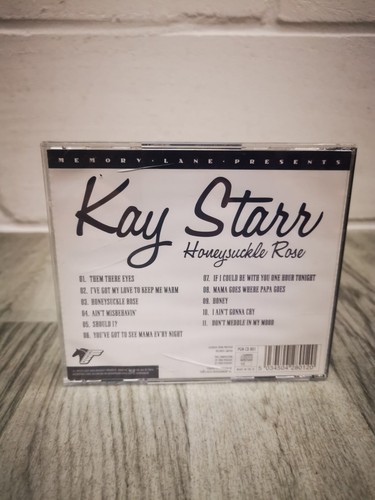 MEMORY · LANE · PRESENTS
Kay Starr
Honeysuckle Rose
01. THEM THERE EYES
02. I'VE GOT MY LOVE TO KEEP ME WARM
03. HONEYSUCKLE ROSE
04. AIN'T MISBEHAVIN'
05. SHOULD I?
06. YOU'VE GOT TO SEE MAMA EV'RY NIGHT
07. IF I COULD BE WITH YOU ONE HOUR TONIGHT
08. MAMA GOES WHERE PAPA GOES
09. HONEY
10. I AIN'T GONNA CRY
11. DON'T MEDDLE IN MY MOOD